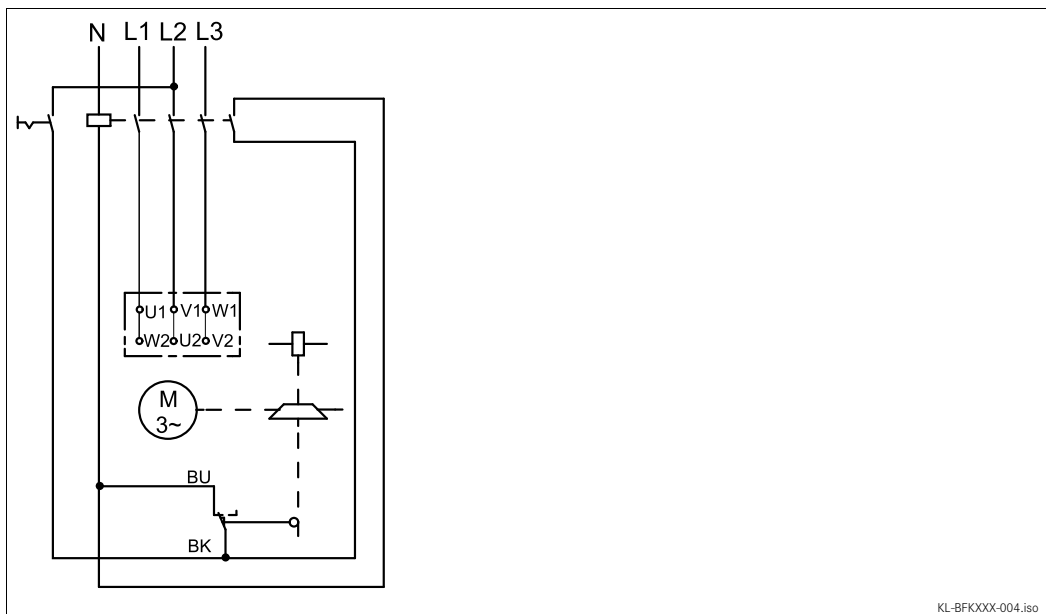 N L1 L2 L3
U1 V1 W1
W2 U2 V2
M
3~
BU
BK
KL-BFKXXX-004.iso